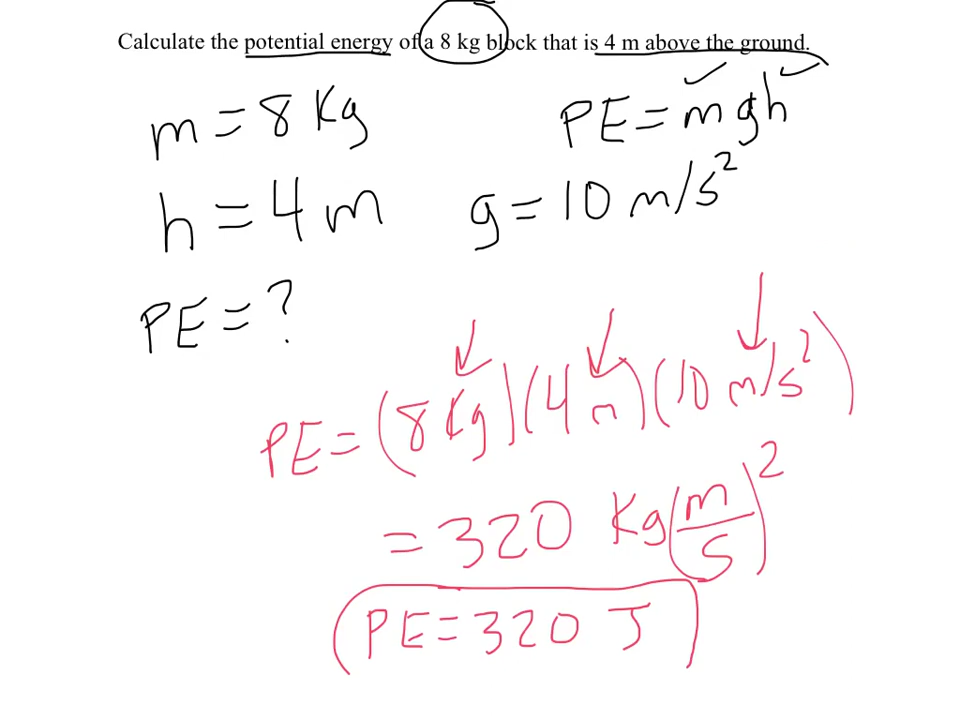 Calculate the potential energy of a 8 kg block that is 4 m above the ground.
m = 8 Kg
PE = mgh
h = 4 m
g = 10 m/s²
PE = ?
PE = (8 Kg)(4 m)(10 m/s²)
= 320 Kg(m/s)²
PE = 320 J